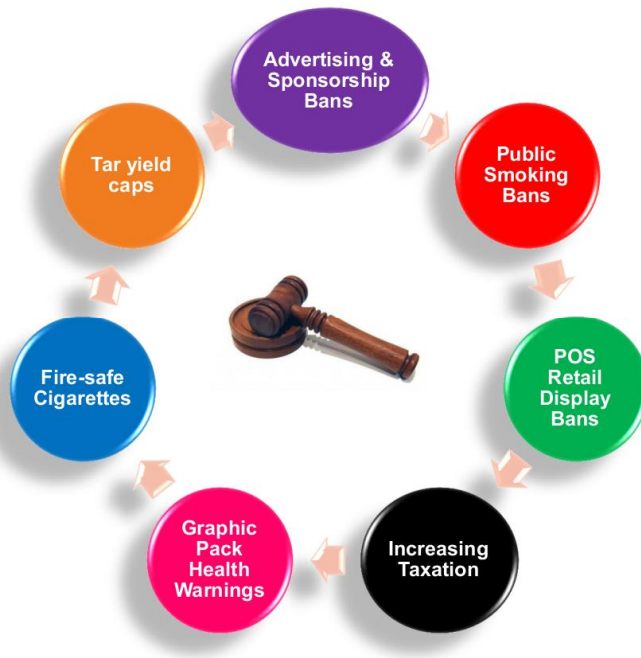 Advertising &
Sponsorship
Bans
Public
Smoking
Bans
POS
Retail
Display
Bans
Increasing
Taxation
Graphic
Pack
Health
Warnings
Fire-safe
Cigarettes
Tar yield
caps